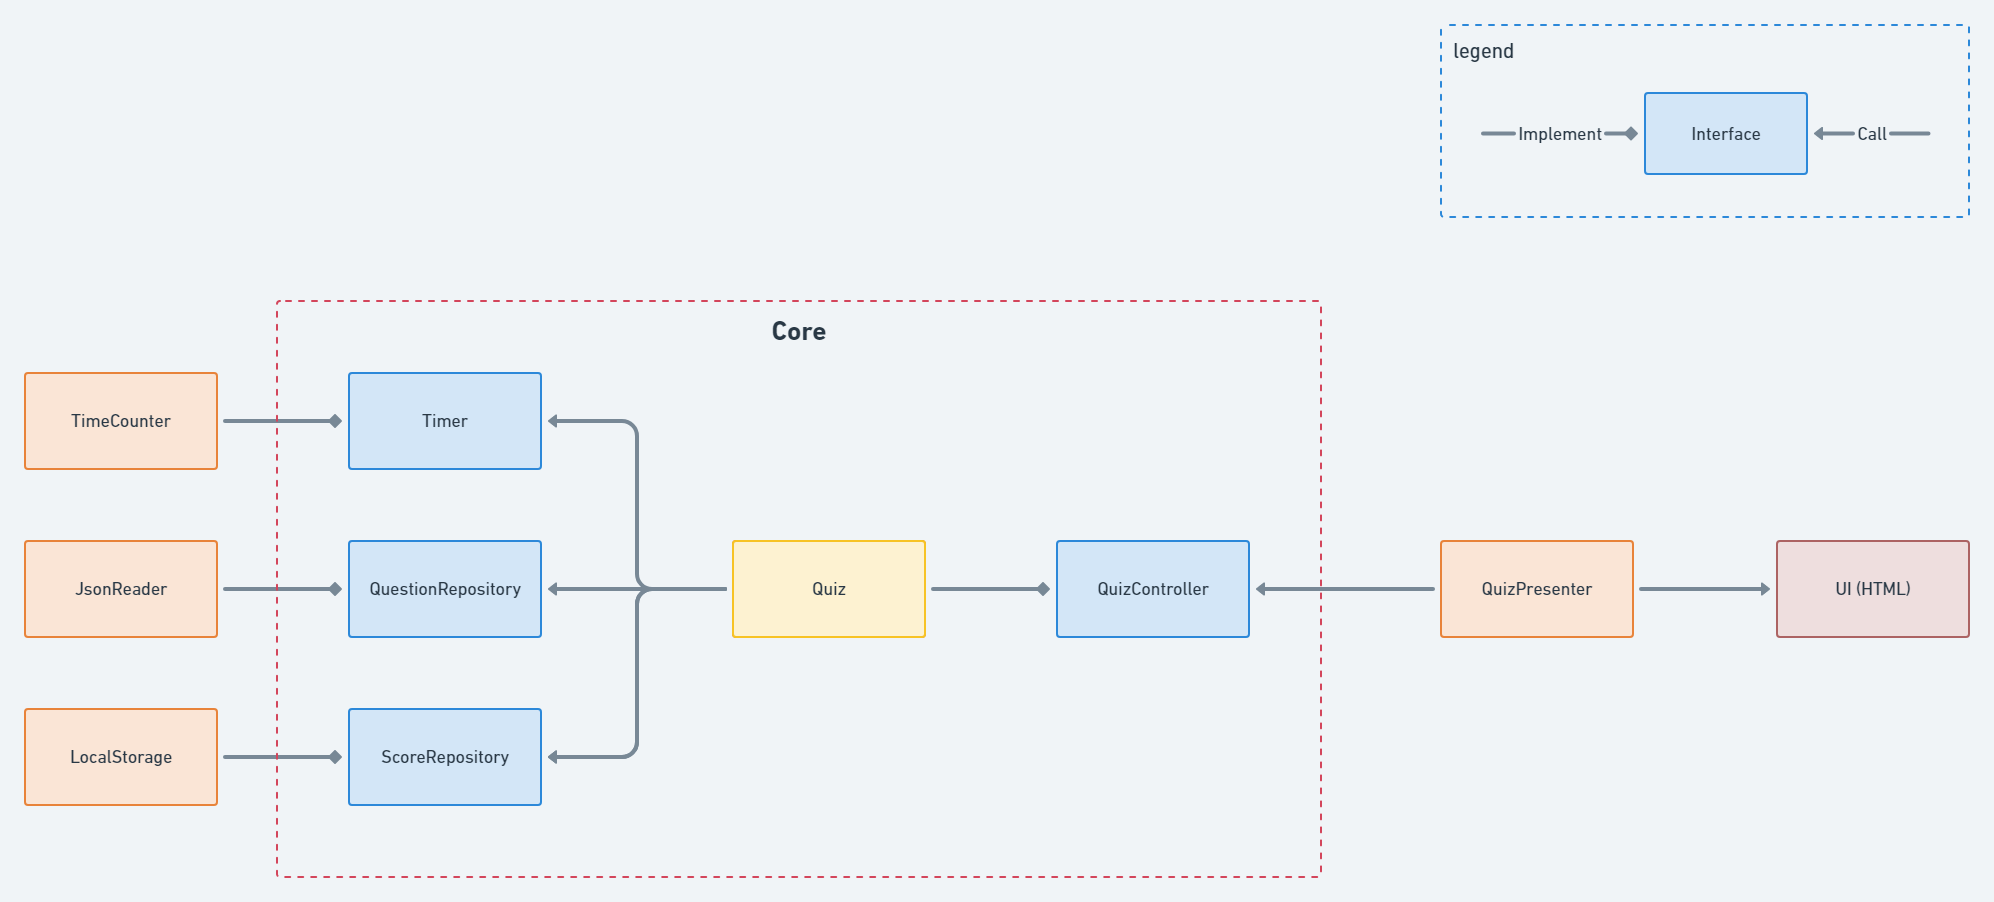 legend
Implement
Interface
Call
Core
TimeCounter
Timer
JsonReader
QuestionRepository
Quiz
QuizController
QuizPresenter
UI (HTML)
LocalStorage
ScoreRepository